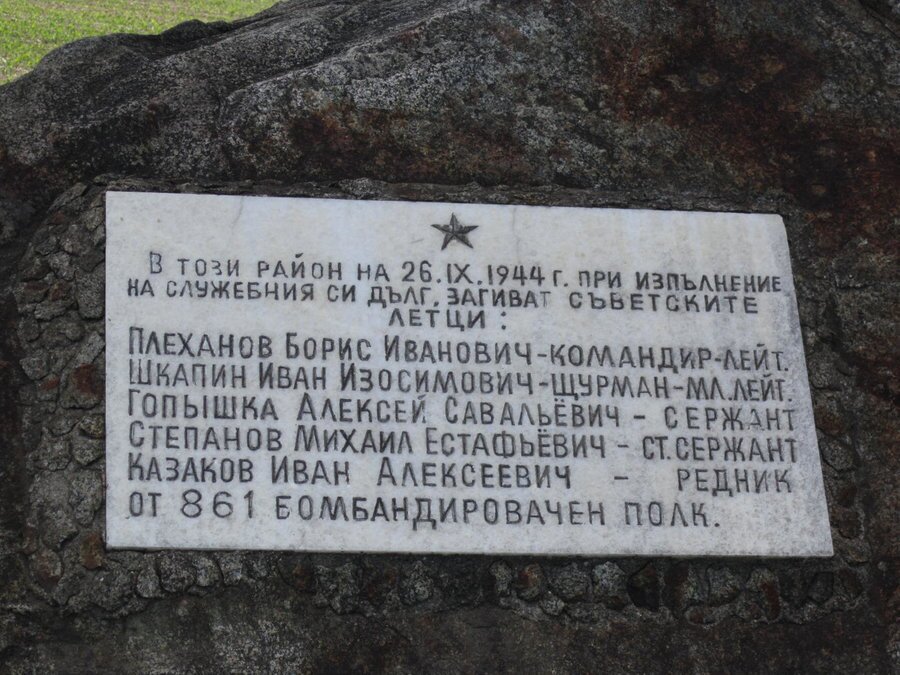 В ТОЗИ РАЙОН НА 26.IX.1944 Г. ПРИ ИЗПЪЛНЕНИЕ
НА СЛУЖЕБНИЯ СИ ДЪЛГ, ЗАГИВАТ СЪВЕТСКИТЕ
ЛЕТЦИ:
ПЛЕХАНОВ БОРИС ИВАНОВИЧ-КОМАНДИР-ЛЕЙТ.
ШКАПИН ИВАН ИЗОСИМОВИЧ-ЩУРМАН-МЛ.ЛЕЙТ.
ГОПЫШКА АЛЕКСЕЙ САВАЛЬЁВИЧ - СЕРЖАНТ
СТЕПАНОВ МИХАИЛ ЕСТАФЬЁВИЧ - СТ.СЕРЖАНТ
КАЗАКОВ ИВАН АЛЕКСЕЕВИЧ - РЕДНИК
ОТ 861 БОМБАНДИРОВАЧЕН ПОЛК.